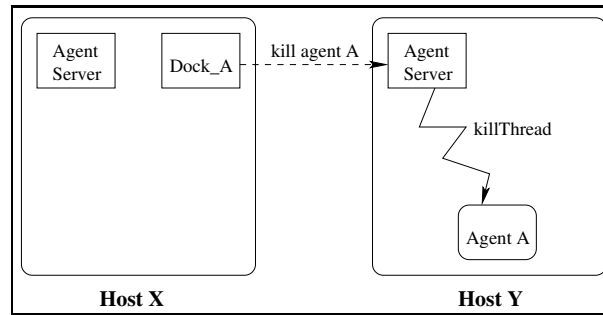 Agent
Server
Dock_A
kill agent A
Agent
Server
killThread
Agent A
Host X
Host Y